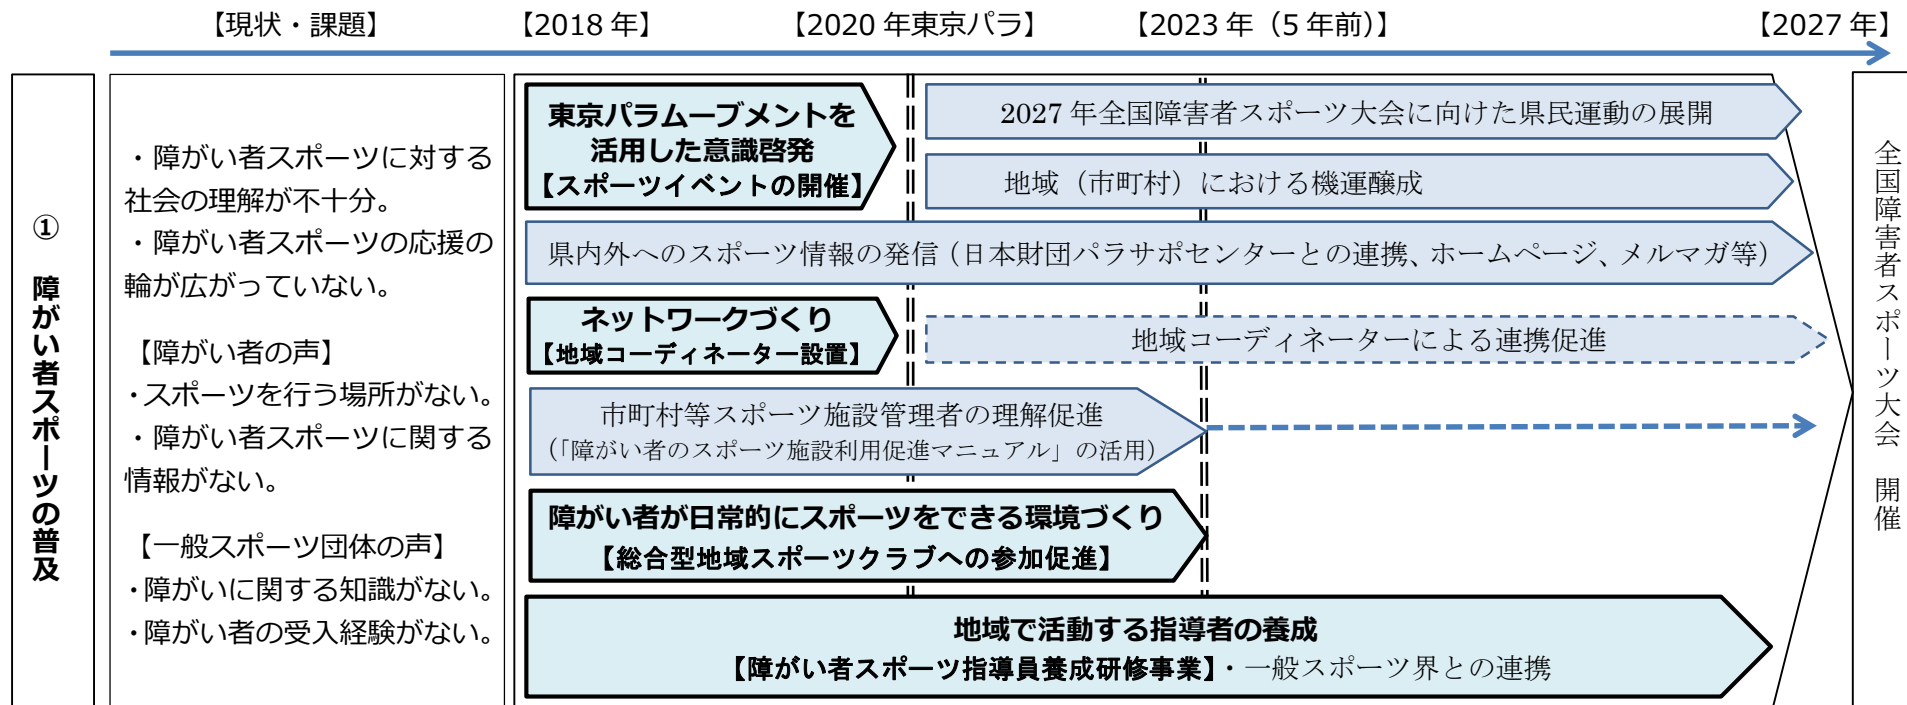 【現状・課題】
【2018年】
【2020年東京パラ】
【2023年（5年前）】
【2027年】
①　障がい者スポーツの普及
・障がい者スポーツに対する
社会の理解が不十分。
・障がい者スポーツの応援の
輪が広がっていない。
【障がい者の声】
・スポーツを行う場所がない。
・障がい者スポーツに関する
情報がない。
【一般スポーツ団体の声】
・障がいに関する知識がない。
・障がい者の受入経験がない。
東京パラムーブメントを
活用した意識啓発
【スポーツイベントの開催】
2027年全国障害者スポーツ大会に向けた県民運動の展開
地域（市町村）における機運醸成
県内外へのスポーツ情報の発信（日本財団パラサポセンターとの連携、ホームページ、メルマガ等）
ネットワークづくり
【地域コーディネーター設置】
地域コーディネーターによる連携促進
市町村等スポーツ施設管理者の理解促進
（「障がい者のスポーツ施設利用促進マニュアル」の活用）
障がい者が日常的にスポーツをできる環境づくり
【総合型地域スポーツクラブへの参加促進】
地域で活動する指導者の養成
【障がい者スポーツ指導員養成研修事業】・一般スポーツ界との連携
全国障害者スポーツ大会　開催